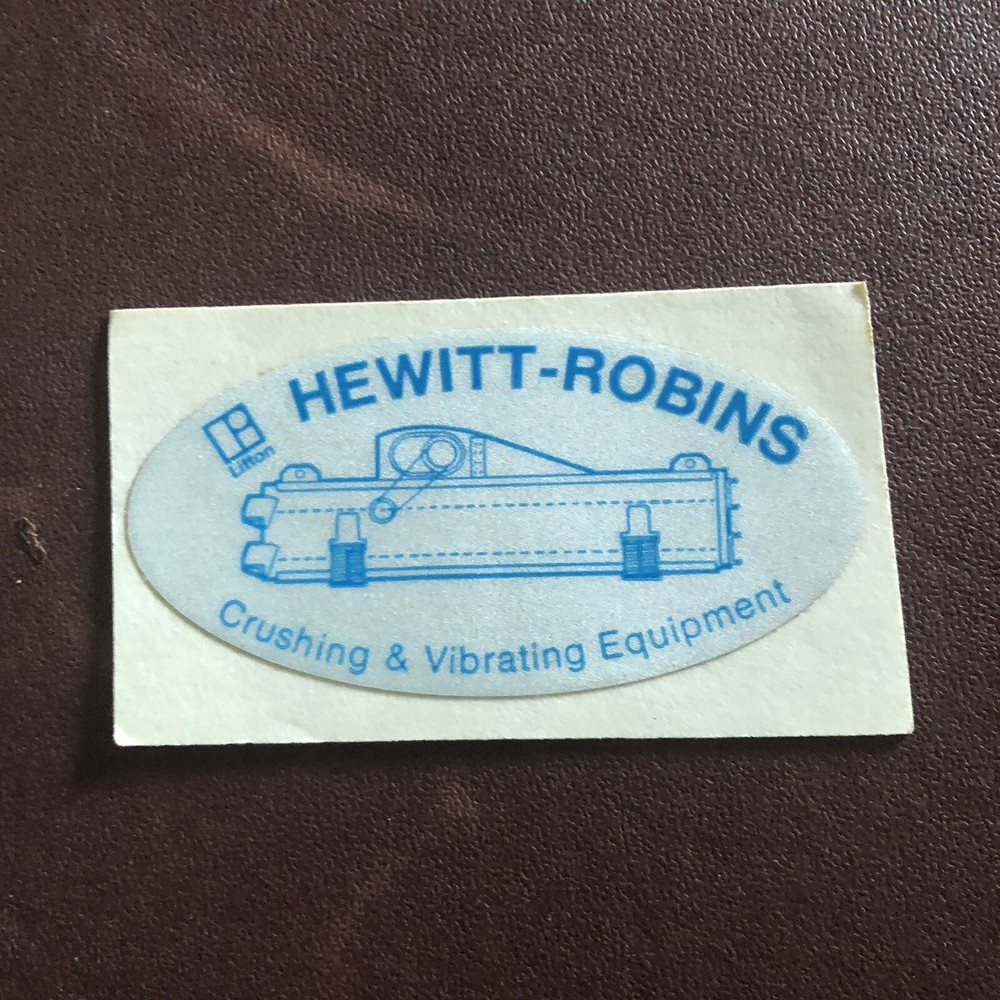 HEWITT-ROBINS
Litton
Crushing & Vibrating Equipment